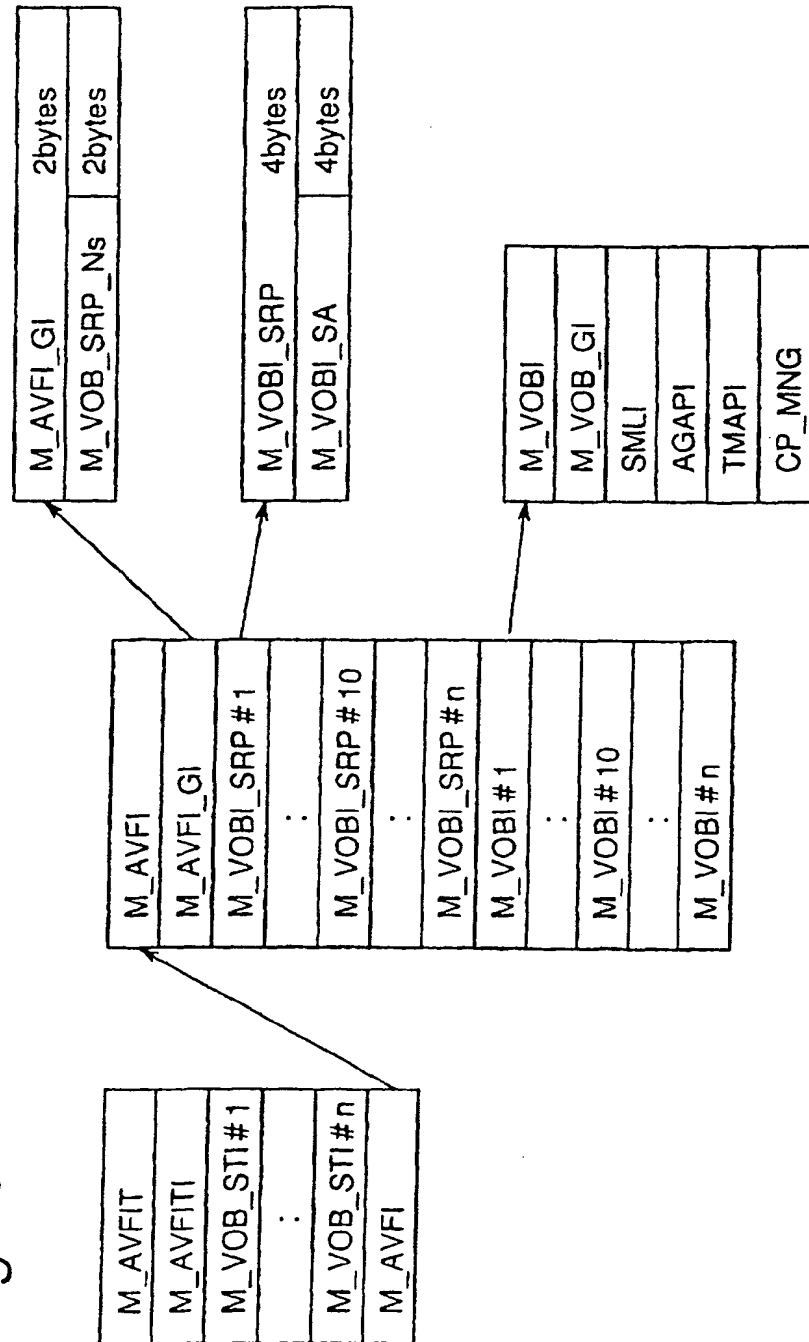 M_AVFIT
M_AVFITI
M_VOB_STI#1
:
M_VOB_STI#n
M_AVFI
M_AVFI
M_AVFI_GI
M_VOBI_SRP#1
:
M_VOBI_SRP#10
:
M_VOBI_SRP#n
M_VOBI#1
:
M_VOBI#10
:
M_VOBI#n
M_AVFI_GI 2bytes
M_VOB_SRP_Ns 2bytes
M_VOBI_SRP 4bytes
M_VOBI_SA 4bytes
M_VOBI
M_VOB_GI
SMLI
AGAPI
TMAPI
CP_MNG